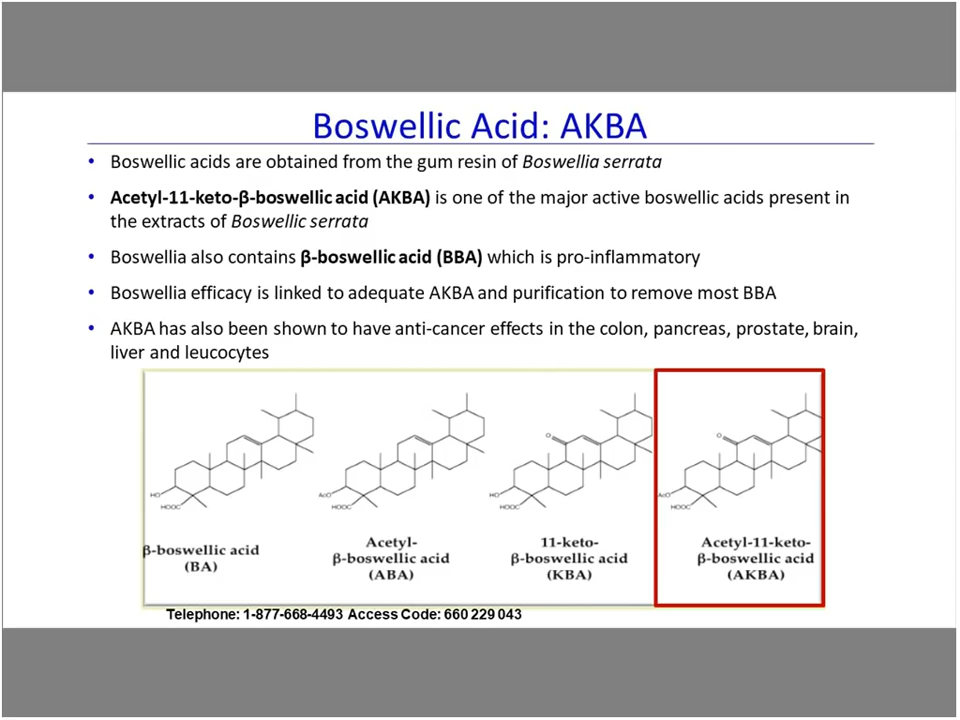 Boswellic Acid: AKBA
• Boswellic acids are obtained from the gum resin of Boswellia serrata
• Acetyl-11-keto-β-boswellic acid (AKBA) is one of the major active boswellic acids present in
the extracts of Boswellic serrata
• Boswellia also contains β-boswellic acid (BBA) which is pro-inflammatory
• Boswellia efficacy is linked to adequate AKBA and purification to remove most BBA
• AKBA has also been shown to have anti-cancer effects in the colon, pancreas, prostate, brain,
liver and leucocytes
HO
HOOC
β-boswellic acid
(BA)
AcO
HOOC
Acetyl-
β-boswellic acid
(ABA)
O
HO
HOOC
11-keto-
β-boswellic acid
(KBA)
O
AcO
HOOC
Acetyl-11-keto-
β-boswellic acid
(AKBA)
Telephone: 1-877-668-4493 Access Code: 660 229 043